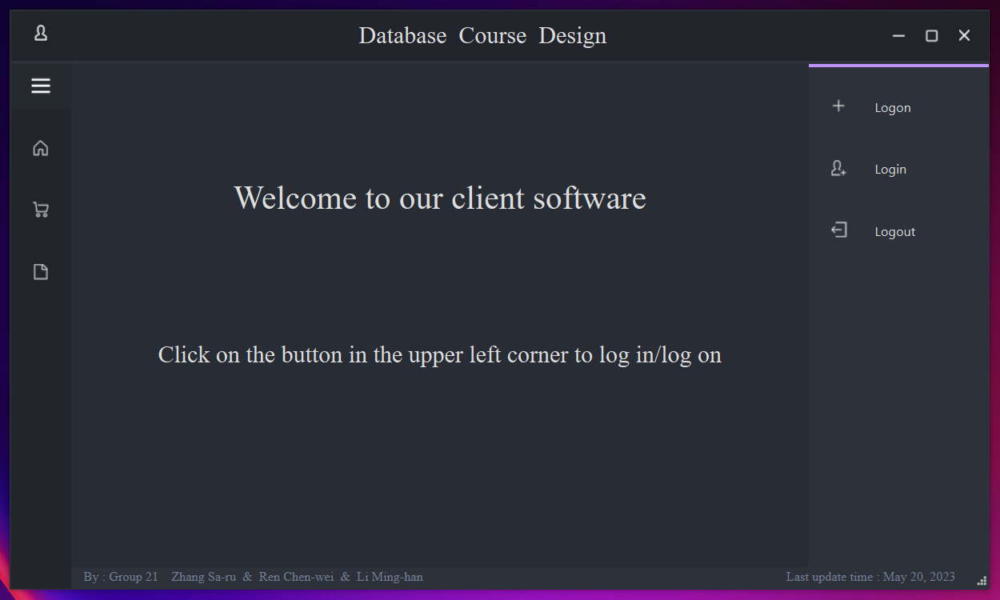 Database Course Design
Logon
Login
Logout
Welcome to our client software
Click on the button in the upper left corner to log in/log on
By : Group 21 Zhang Sa-ru & Ren Chen-wei & Li Ming-han
Last update time : May 20, 2023